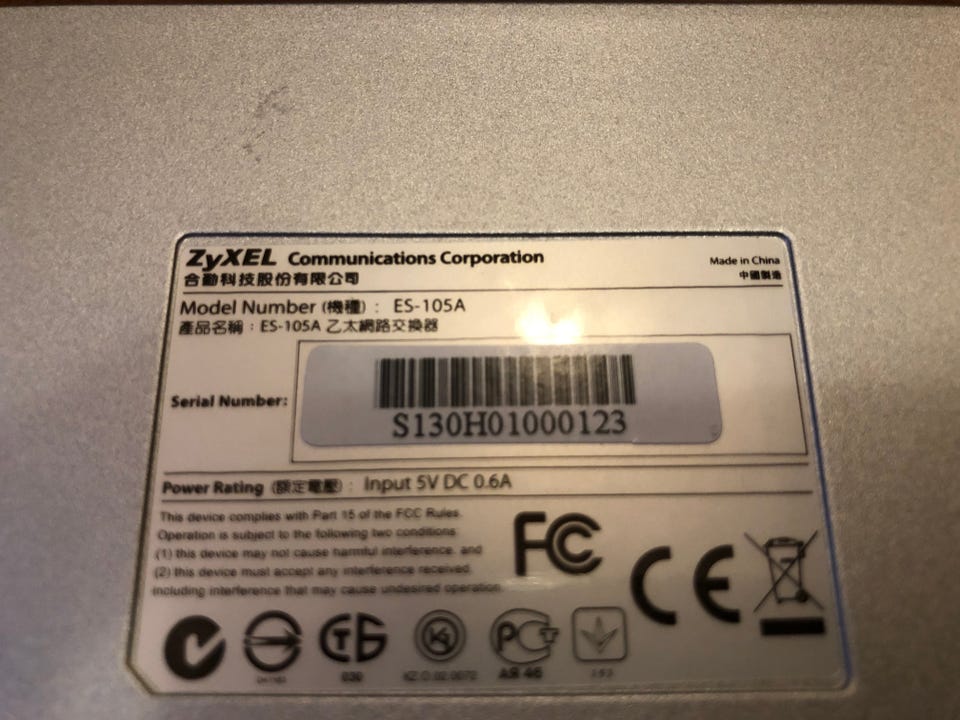 ZyXEL Communications Corporation
合勤科技股份有限公司
Made in China
中國製造
Model Number (機種) : ES-105A
產品名稱 : ES-105A 乙太網路交換器
Serial Number:
S130H01000123
Power Rating (額定電壓) : Input 5V DC 0.6A
This device complies with Part 15 of the FCC Rules.
Operation is subject to the following two conditions:
(1) this device may not cause harmful interference, and
(2) this device must accept any interference received,
including interference that may cause undesired operation.
FC
CE
030
KZ.O.02.0072
АЯ 46